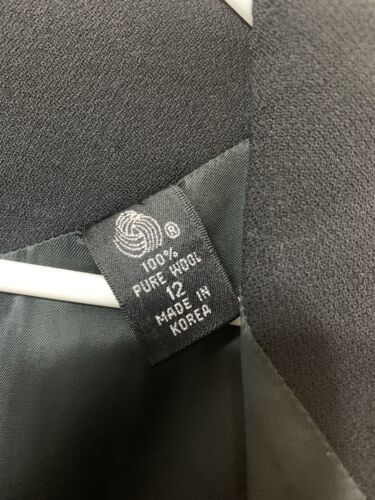 ®
100%
PURE WOOL
12
MADE IN
KOREA